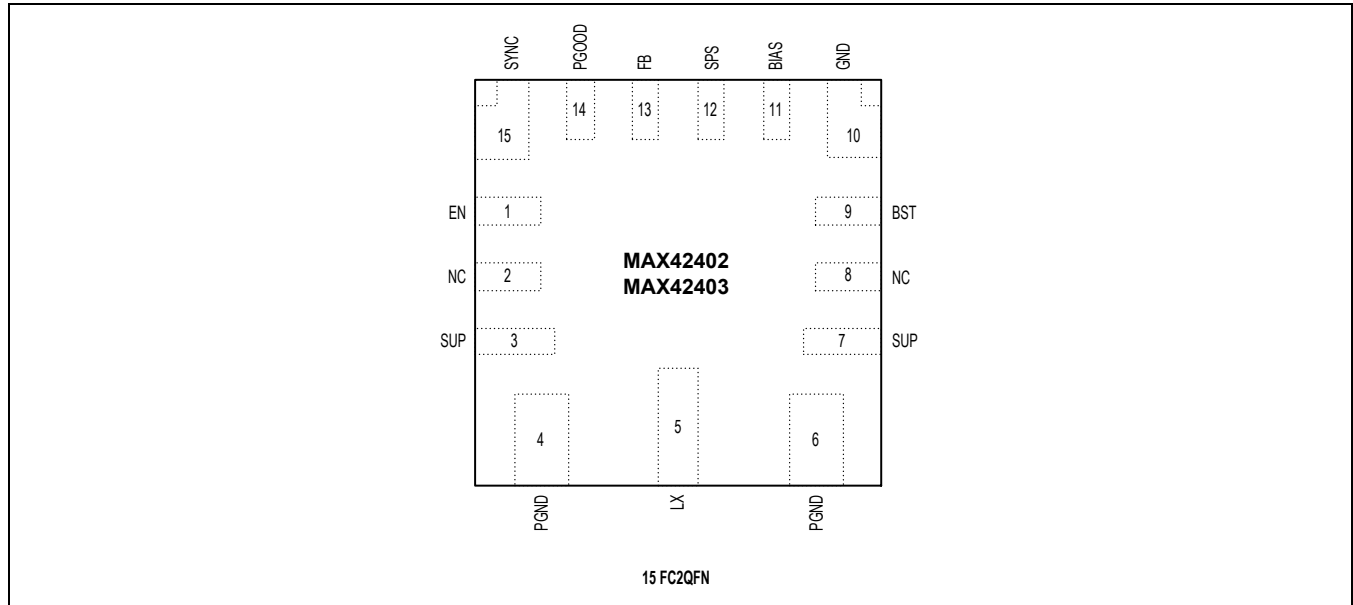 SYNC
PGOOD
FB
SPS
BIAS
GND
14
13
12
11
15
10
EN
1
9
BST
MAX42402
MAX42403
NC
2
8
NC
SUP
3
7
SUP
4
5
6
PGND
LX
PGND
15 FC2QFN